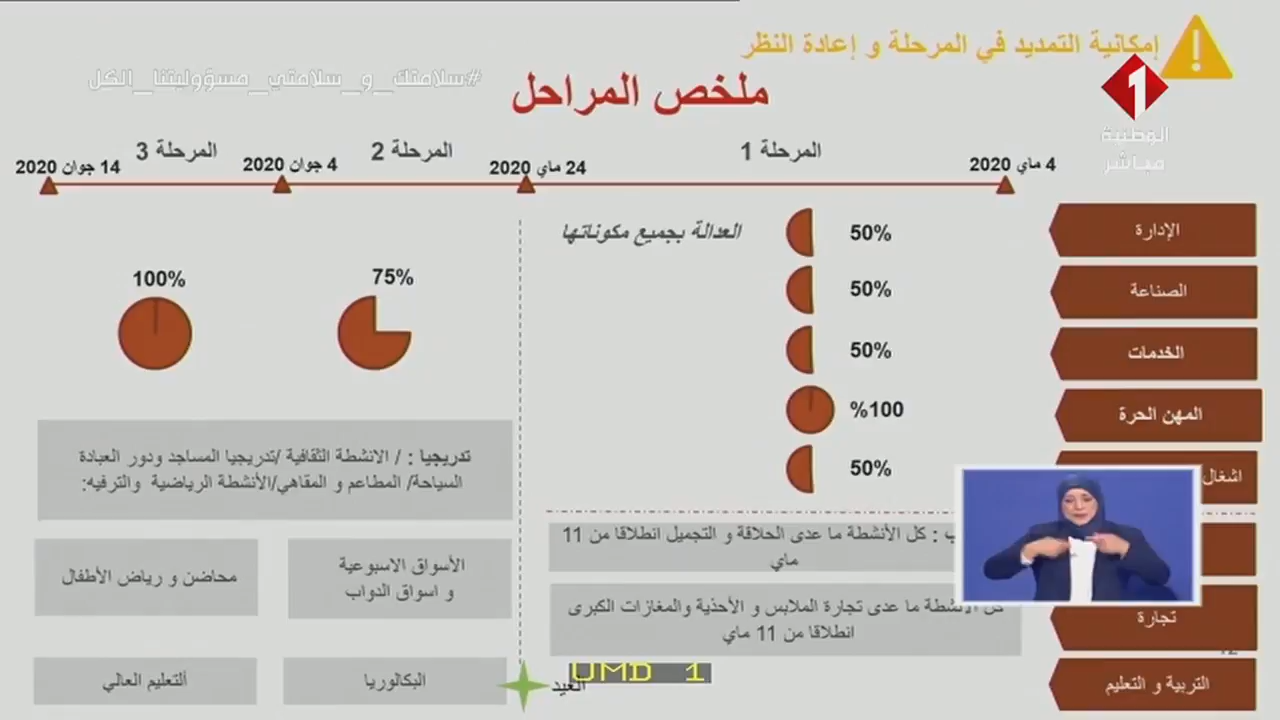 إمكانية التمديد في المرحلة و إعادة النظر
#سلامتك_و_سلامتي_مسؤوليتنا_الكل
ملخص المراحل
1
الوطنية
مباشر
المرحلة 1
المرحلة 2
المرحلة 3
4 ماي 2020
24 ماي 2020
4 جوان 2020
14 جوان 2020
الإدارة
50%
العدالة بجميع مكوناتها
الصناعة
50%
75%
100%
الخدمات
50%
المهن الحرة
%100
اشغال
50%
تدريجيا : / الانشطة الثقافية /تدريجيا المساجد ودور العبادة
السياحة/ المطاعم و المقاهي/الأنشطة الرياضية والترفيه:
: كل الأنشطة ما عدى الحلاقة و التجميل انطلاقا من 11
ماي
الأسواق الاسبوعية
و اسواق الدواب
محاضن و رياض الأطفال
تجارة
كل الأنشطة ما عدى تجارة الملابس و الأحذية والمغازات الكبرى
انطلاقا من 11 ماي
التربية و التعليم
العيد
UMD 1
البكالوريا
ألتعليم العالي